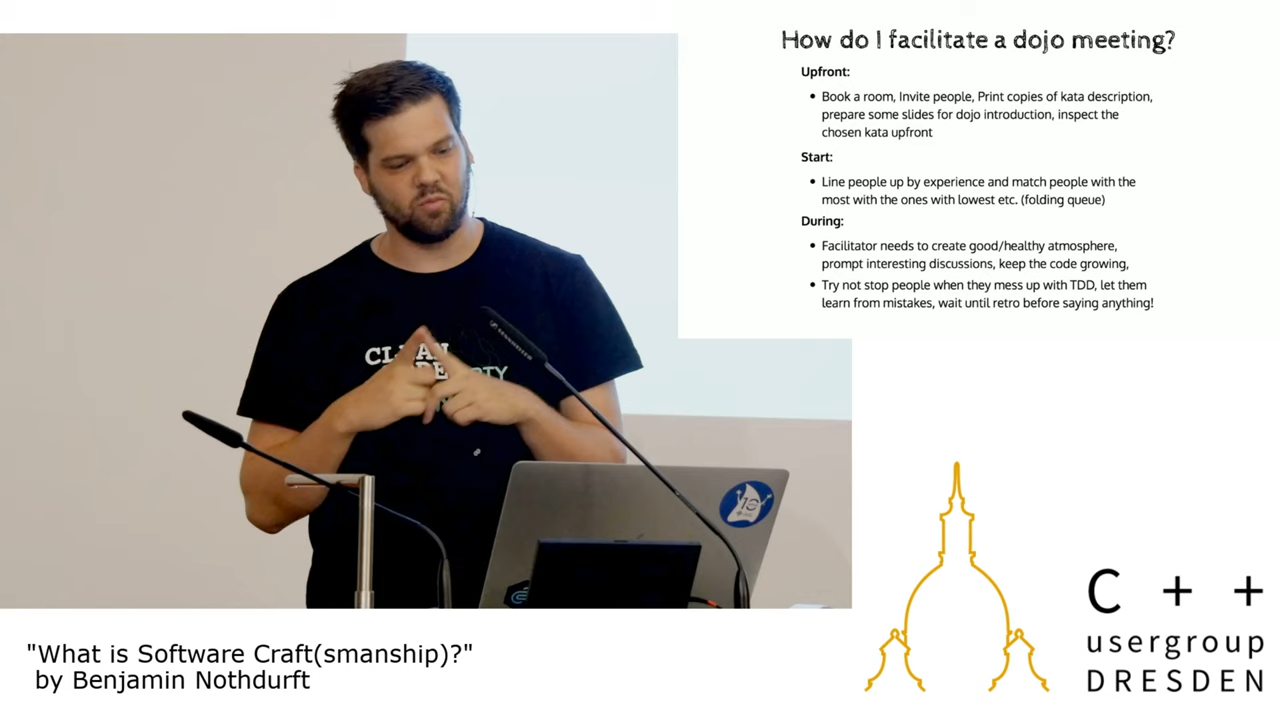 How do I facilitate a dojo meeting?
Upfront:
• Book a room, Invite people, Print copies of kata description,
prepare some slides for dojo introduction, inspect the
chosen kata upfront
Start:
• Line people up by experience and match people with the
most with the ones with lowest etc. (folding queue)
During:
• Facilitator needs to create good/healthy atmosphere,
prompt interesting discussions, keep the code growing,
• Try not stop people when they mess up with TDD, let them
learn from mistakes, wait until retro before saying anything!
CLEAN
SENNHEISER
10
C + +
usergroup
DRESDEN
"What is Software Craft(smanship)?"
by Benjamin Nothdurft